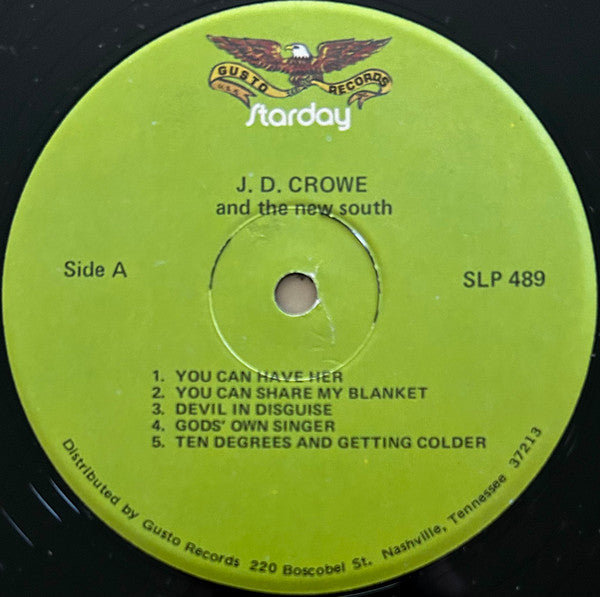 GUSTO RECORDS
U.S.A.
Starday
J. D. CROWE
and the new south
Side A
SLP 489
1. YOU CAN HAVE HER
2. YOU CAN SHARE MY BLANKET
3. DEVIL IN DISGUISE
4. GODS' OWN SINGER
5. TEN DEGREES AND GETTING COLDER
Distributed by Gusto Records 220 Boscobel St. Nashville, Tennessee 37213